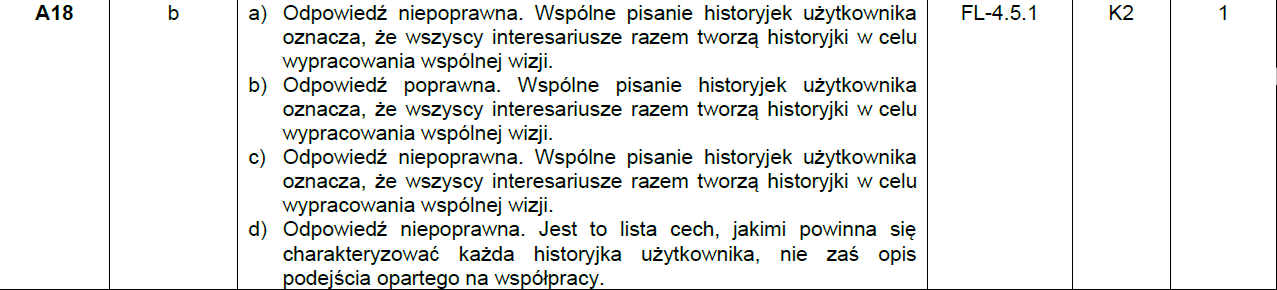 A18 b a) Odpowiedź niepoprawna. Wspólne pisanie historyjek użytkownika FL-4.5.1 K2 1
oznacza, że wszyscy interesariusze razem tworzą historyjki w celu
wypracowania wspólnej wizji.
b) Odpowiedź poprawna. Wspólne pisanie historyjek użytkownika
oznacza, że wszyscy interesariusze razem tworzą historyjki w celu
wypracowania wspólnej wizji.
c) Odpowiedź niepoprawna. Wspólne pisanie historyjek użytkownika
oznacza, że wszyscy interesariusze razem tworzą historyjki w celu
wypracowania wspólnej wizji.
d) Odpowiedź niepoprawna. Jest to lista cech, jakimi powinna się
charakteryzować każda historyjka użytkownika, nie zaś opis
podejścia opartego na współpracy.